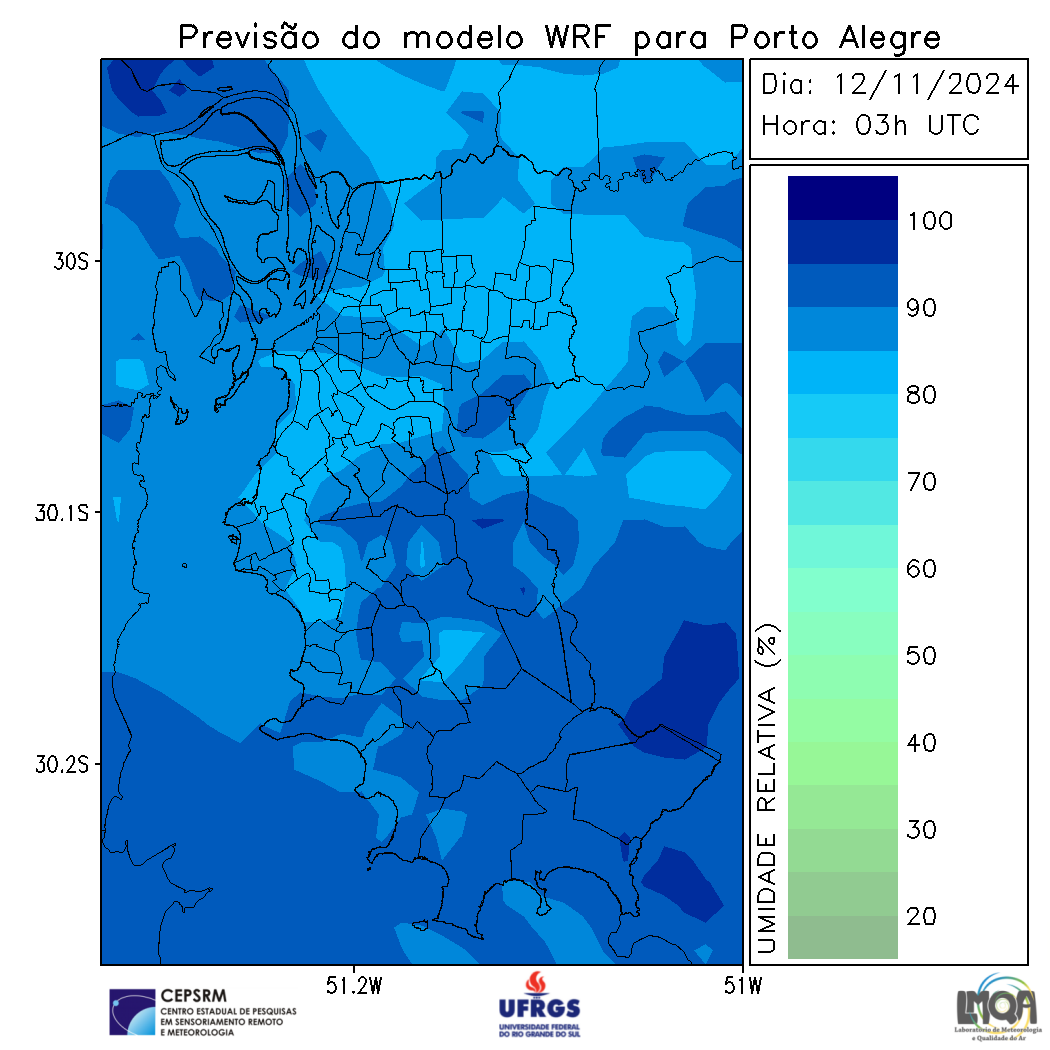 Previsão do modelo WRF para Porto Alegre
Dia: 12/11/2024
Hora: 03h UTC
30S
30.1S
30.2S
51.2W
51W
UMIDADE RELATIVA (%)
100
90
80
70
60
50
40
30
20
CEPSRM
CENTRO ESTADUAL DE PESQUISAS
EM SENSORIAMENTO REMOTO
E METEOROLOGIA
UFRGS
UNIVERSIDADE FEDERAL
DO RIO GRANDE DO SUL
LMQA
Laboratório de Meteorologia
e Qualidade do Ar